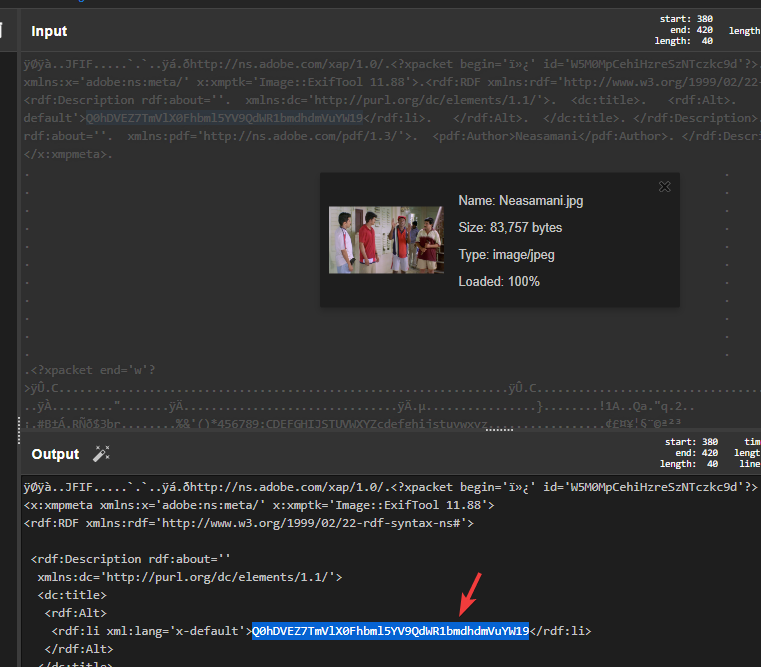 Input
start: 380
end: 420
length: 40
length
ÿØÿà..JFIF.....`.`..ÿá.ðhttp://ns.adobe.com/xap/1.0/.<?xpacket begin='ï»¿' id='W5M0MpCehiHzreSzNTczkc9d'?>.
xmlns:x='adobe:ns:meta/' x:xmptk='Image::ExifTool 11.88'>.<rdf:RDF xmlns:rdf='http://www.w3.org/1999/02/22-
<rdf:Description rdf:about=''.  xmlns:dc='http://purl.org/dc/elements/1.1/'>.  <dc:title>.   <rdf:Alt>.
default'>Q0hDVEZ7TmVlX0Fhbml5YV9QdWR1bmdhdmVuYW19</rdf:li>.   </rdf:Alt>.  </dc:title>. </rdf:Description>.
rdf:about=''.  xmlns:pdf='http://ns.adobe.com/pdf/1.3/'>.  <pdf:Author>Neasamani</pdf:Author>. </rdf:Descri
</x:xmpmeta>.
Name: Neasamani.jpg
Size: 83,757 bytes
Type: image/jpeg
Loaded: 100%
.<?xpacket end='w'?
Output
start: 380
end: 420
length: 40
tim
lengt
line
ÿØÿà..JFIF.....`.`..ÿá.ðhttp://ns.adobe.com/xap/1.0/.<?xpacket begin='ï»¿' id='W5M0MpCehiHzreSzNTczkc9d'?>
<x:xmpmeta xmlns:x='adobe:ns:meta/' x:xmptk='Image::ExifTool 11.88'>
<rdf:RDF xmlns:rdf='http://www.w3.org/1999/02/22-rdf-syntax-ns#'>
<rdf:Description rdf:about=''
xmlns:dc='http://purl.org/dc/elements/1.1/'>
<dc:title>
<rdf:Alt>
<rdf:li xml:lang='x-default'>Q0hDVEZ7TmVlX0Fhbml5YV9QdWR1bmdhdmVuYW19</rdf:li>
</rdf:Alt>
</dc:title>